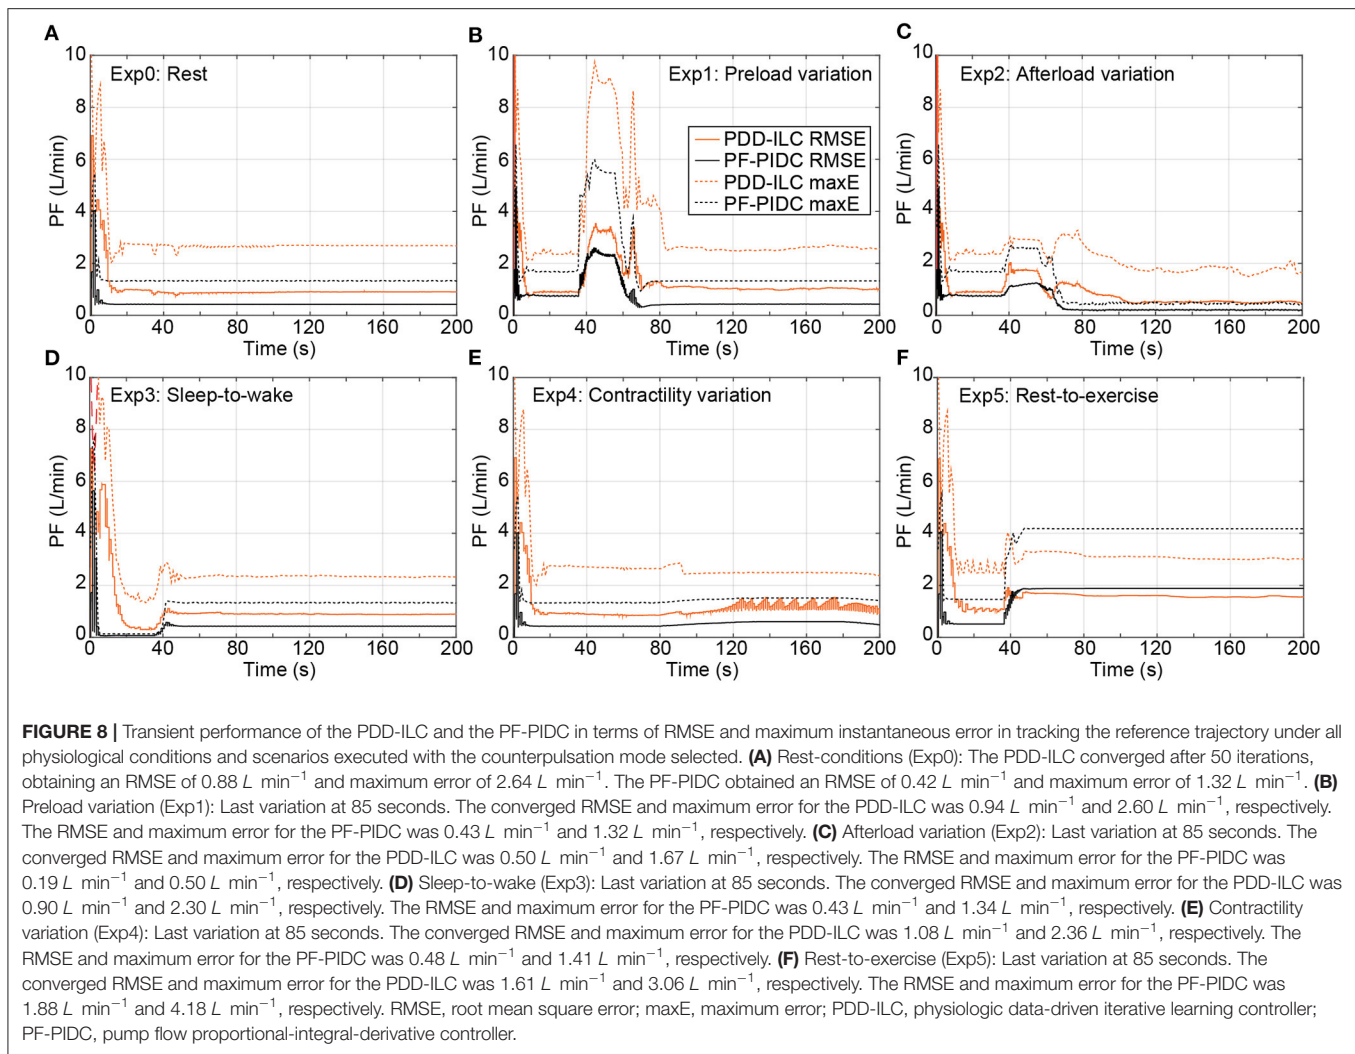 A
B
C
10
8
6
4
2
0
PF (L/min)
Exp0: Rest
0 40 80 120 160 200
Time (s)
10
8
6
4
2
0
PF (L/min)
Exp1: Preload variation
PDD-ILC RMSE
PF-PIDC RMSE
PDD-ILC maxE
PF-PIDC maxE
0 40 80 120 160 200
Time (s)
10
8
6
4
2
0
PF (L/min)
Exp2: Afterload variation
0 40 80 120 160 200
Time (s)
D
E
F
10
8
6
4
2
0
PF (L/min)
Exp3: Sleep-to-wake
0 40 80 120 160 200
Time (s)
10
8
6
4
2
0
PF (L/min)
Exp4: Contractility variation
0 40 80 120 160 200
Time (s)
10
8
6
4
2
0
PF (L/min)
Exp5: Rest-to-exercise
0 40 80 120 160 200
Time (s)
FIGURE 8 | Transient performance of the PDD-ILC and the PF-PIDC in terms of RMSE and maximum instantaneous error in tracking the reference trajectory under all
physiological conditions and scenarios executed with the counterpulsation mode selected. (A) Rest-conditions (Exp0): The PDD-ILC converged after 50 iterations,
obtaining an RMSE of 0.88 L min⁻¹ and maximum error of 2.64 L min⁻¹. The PF-PIDC obtained an RMSE of 0.42 L min⁻¹ and maximum error of 1.32 L min⁻¹. (B)
Preload variation (Exp1): Last variation at 85 seconds. The converged RMSE and maximum error for the PDD-ILC was 0.94 L min⁻¹ and 2.60 L min⁻¹, respectively.
The RMSE and maximum error for the PF-PIDC was 0.43 L min⁻¹ and 1.32 L min⁻¹, respectively. (C) Afterload variation (Exp2): Last variation at 85 seconds. The
converged RMSE and maximum error for the PDD-ILC was 0.50 L min⁻¹ and 1.67 L min⁻¹, respectively. The RMSE and maximum error for the PF-PIDC was
0.19 L min⁻¹ and 0.50 L min⁻¹, respectively. (D) Sleep-to-wake (Exp3): Last variation at 85 seconds. The converged RMSE and maximum error for the PDD-ILC was
0.90 L min⁻¹ and 2.30 L min⁻¹, respectively. The RMSE and maximum error for the PF-PIDC was 0.43 L min⁻¹ and 1.34 L min⁻¹, respectively. (E) Contractility
variation (Exp4): Last variation at 85 seconds. The converged RMSE and maximum error for the PDD-ILC was 1.08 L min⁻¹ and 2.36 L min⁻¹, respectively. The
RMSE and maximum error for the PF-PIDC was 0.48 L min⁻¹ and 1.41 L min⁻¹, respectively. (F) Rest-to-exercise (Exp5): Last variation at 85 seconds. The
converged RMSE and maximum error for the PDD-ILC was 1.61 L min⁻¹ and 3.06 L min⁻¹, respectively. The RMSE and maximum error for the PF-PIDC was
1.88 L min⁻¹ and 4.18 L min⁻¹, respectively. RMSE, root mean square error; maxE, maximum error; PDD-ILC, physiologic data-driven iterative learning controller;
PF-PIDC, pump flow proportional-integral-derivative controller.